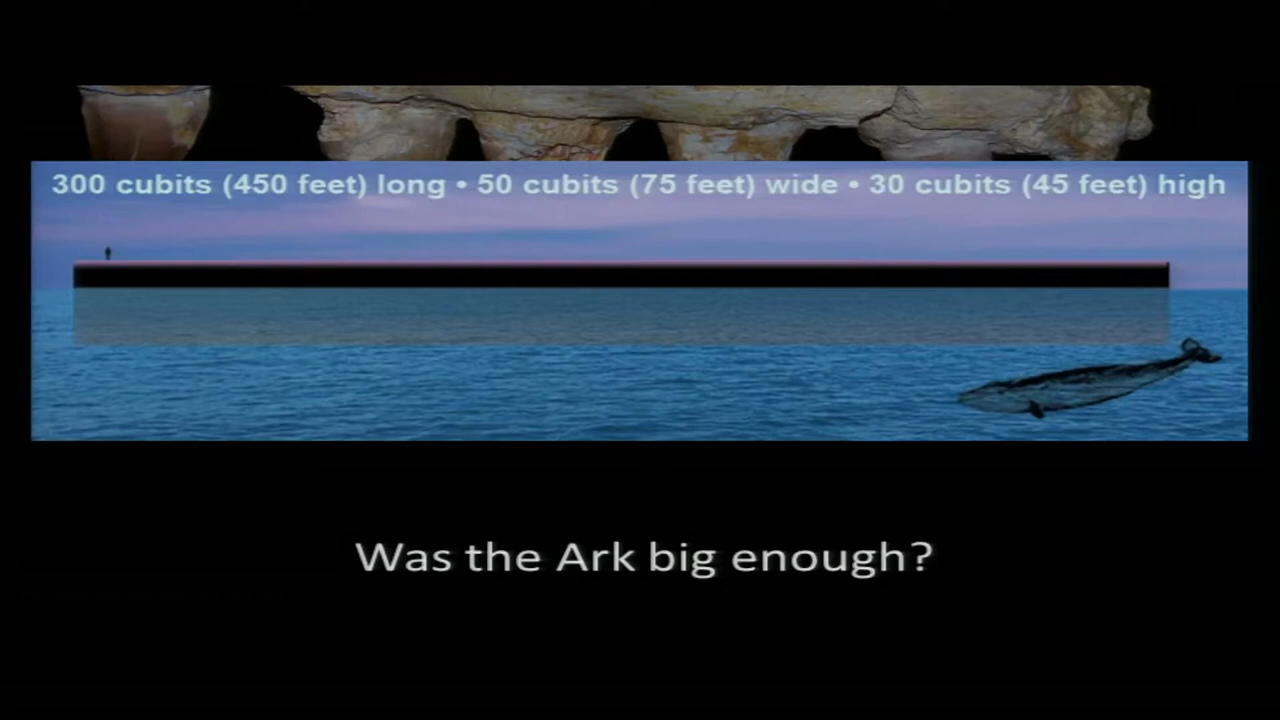 300 cubits (450 feet) long • 50 cubits (75 feet) wide • 30 cubits (45 feet) high
Was the Ark big enough?